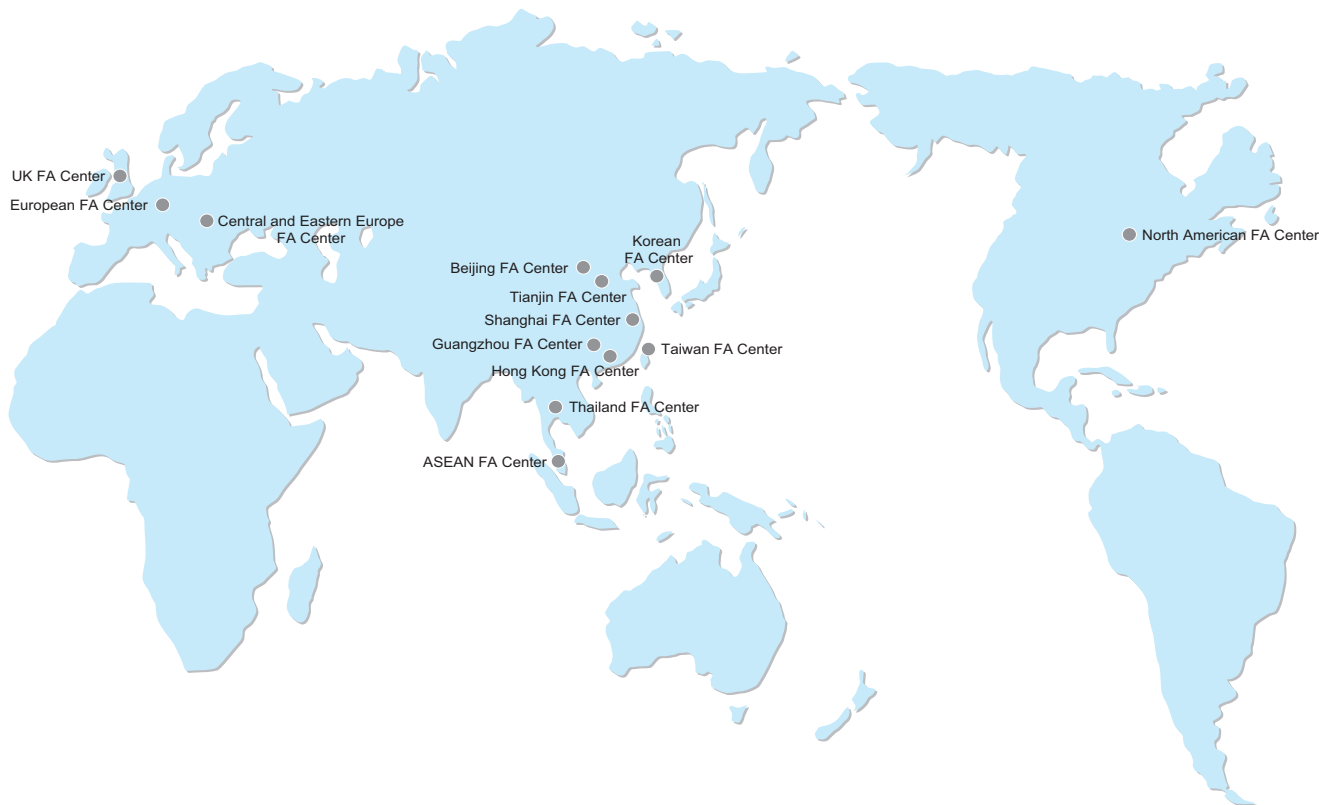 UK FA Center
European FA Center
Central and Eastern Europe
FA Center
Korean
FA Center
North American FA Center
Beijing FA Center
Tianjin FA Center
Shanghai FA Center
Guangzhou FA Center
Taiwan FA Center
Hong Kong FA Center
Thailand FA Center
ASEAN FA Center